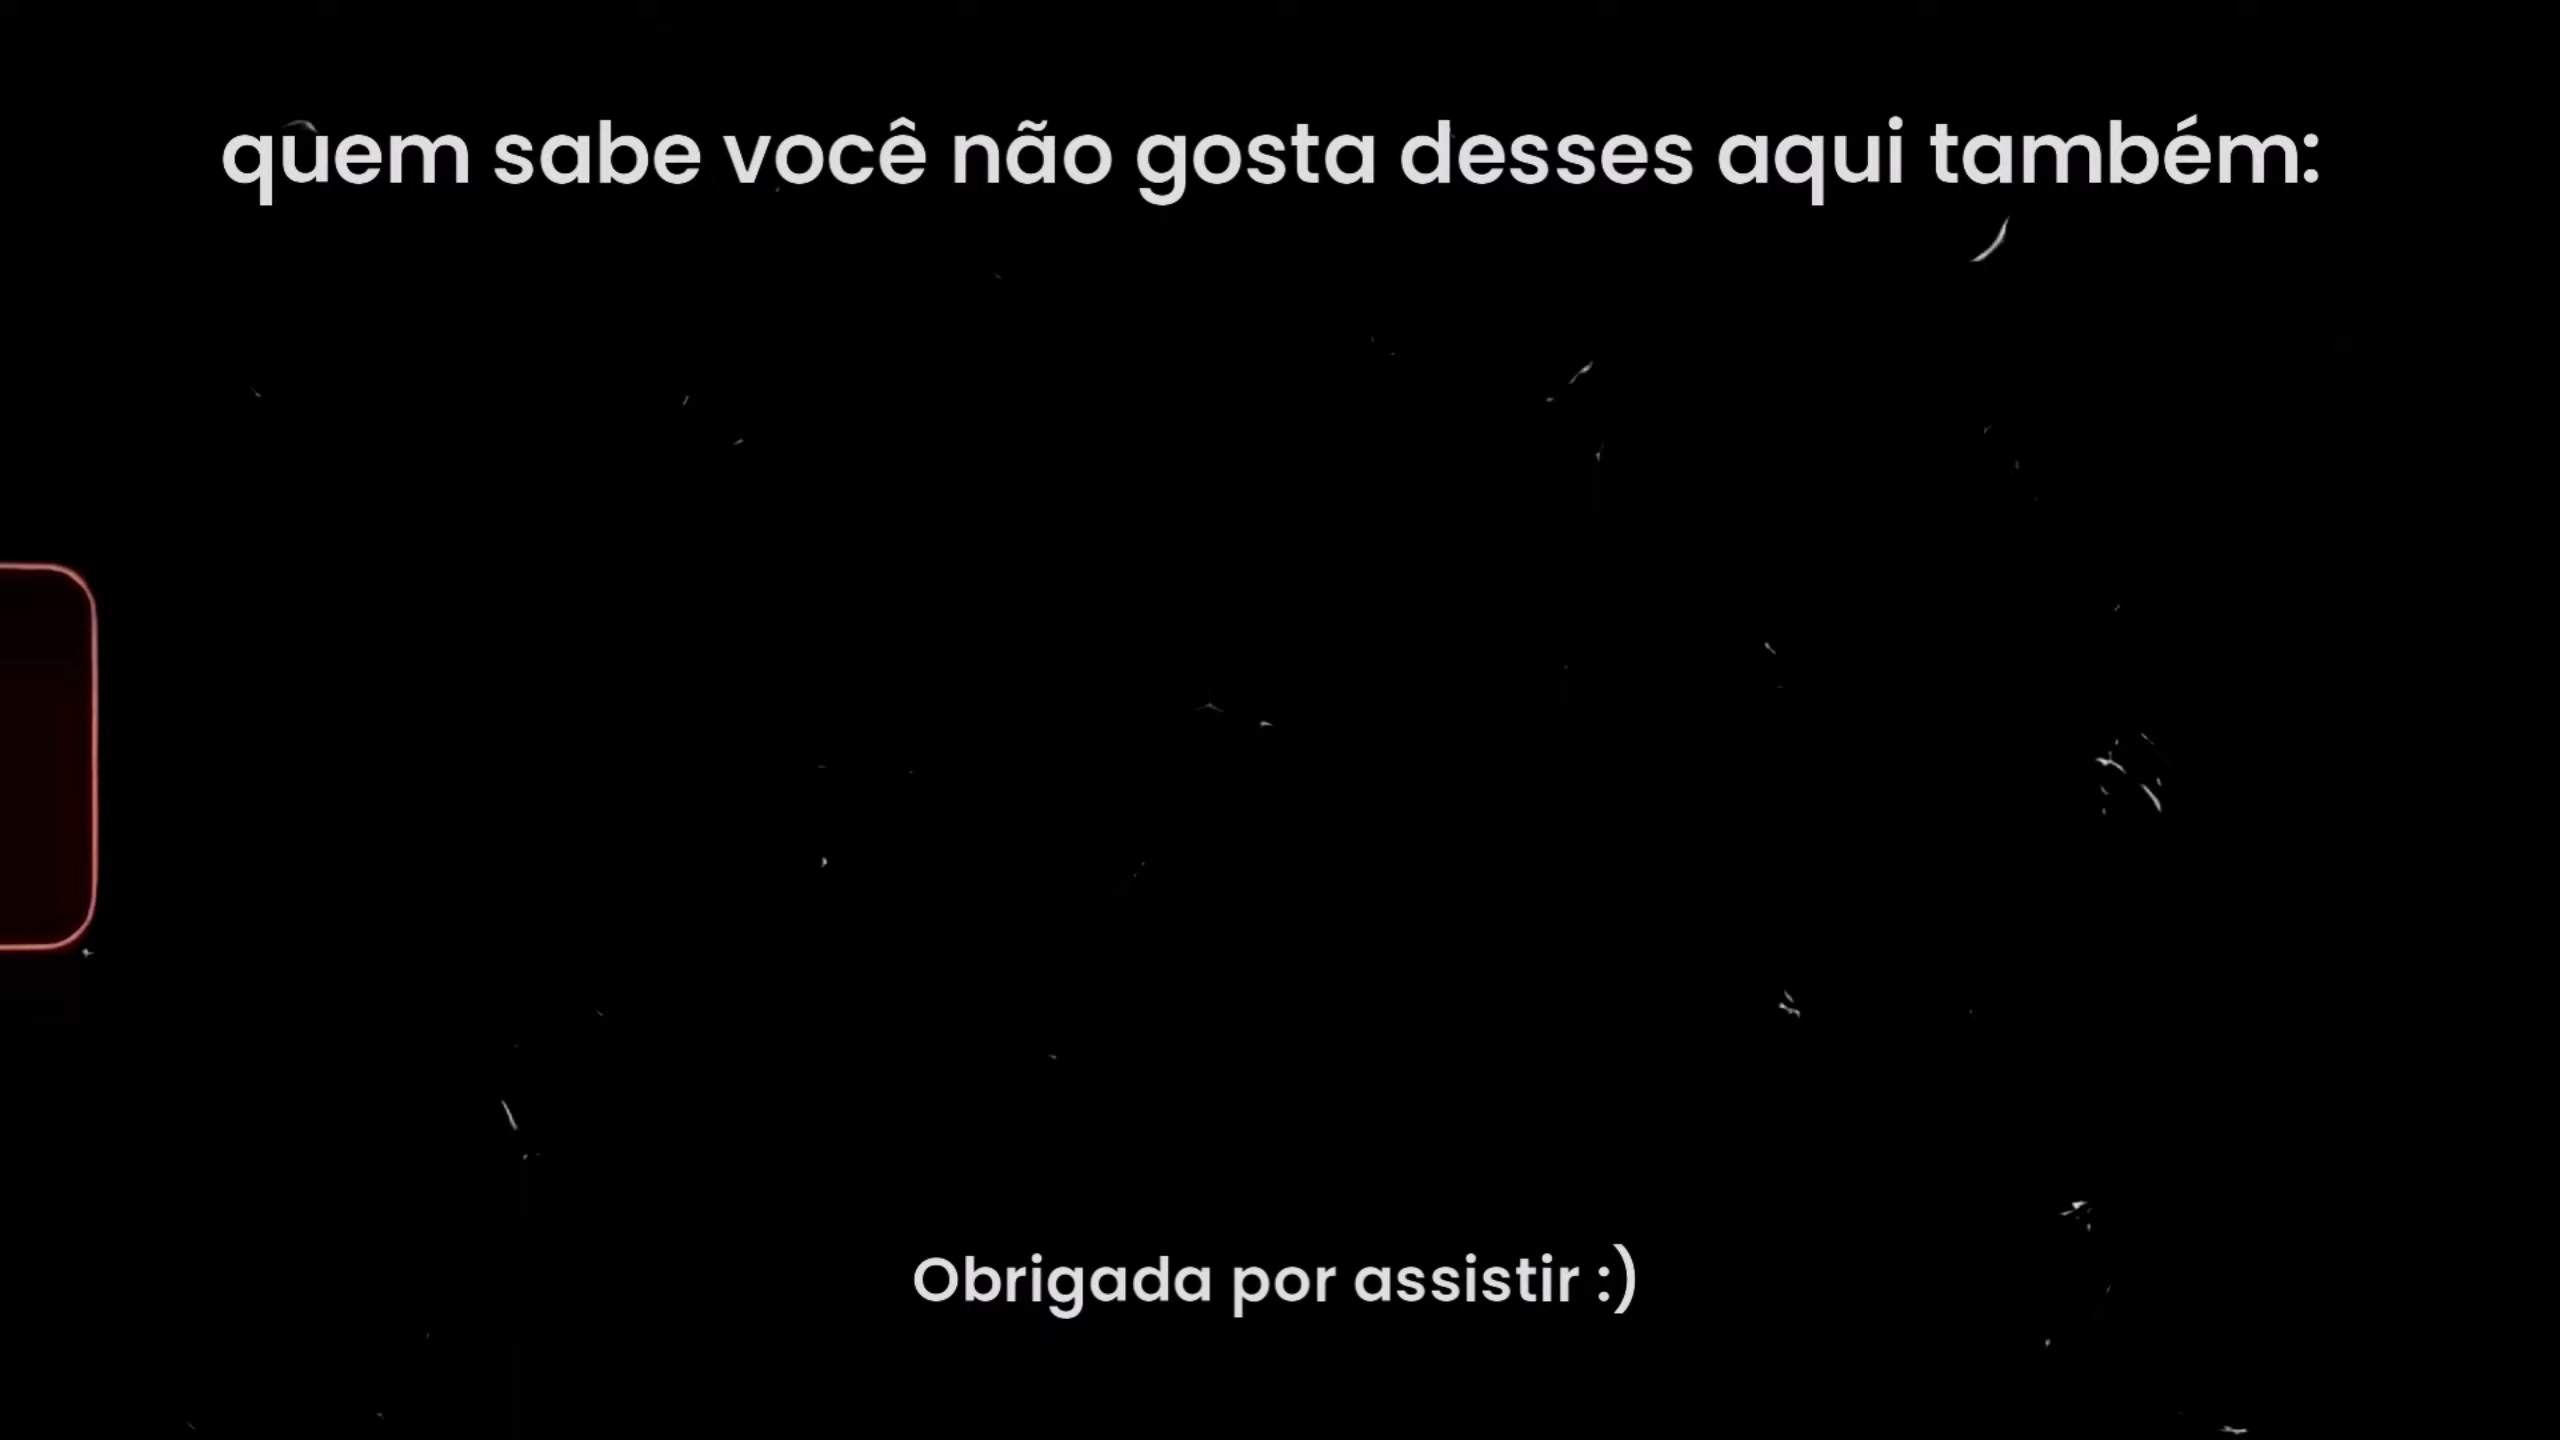 quem sabe você não gosta desses aqui também:
Obrigada por assistir :)